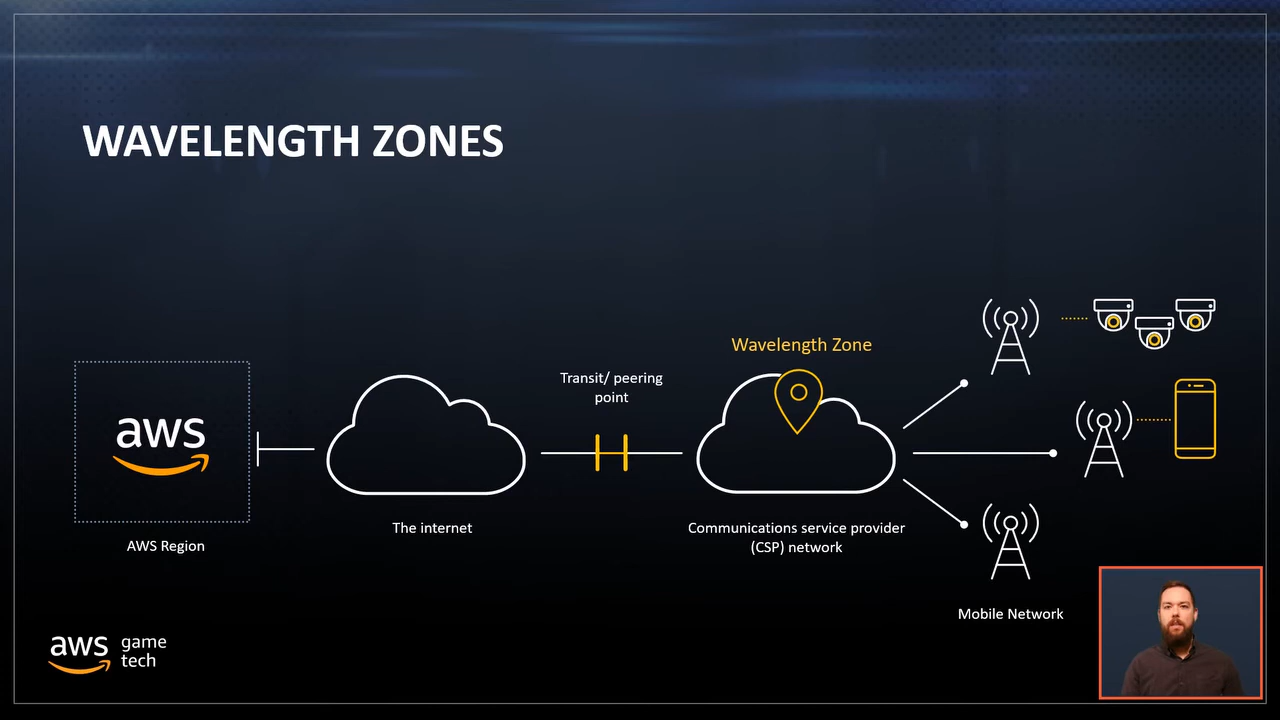 WAVELENGTH ZONES
Wavelength Zone
Transit/ peering
point
aws
AWS Region
The internet
Communications service provider
(CSP) network
Mobile Network
aws game
tech